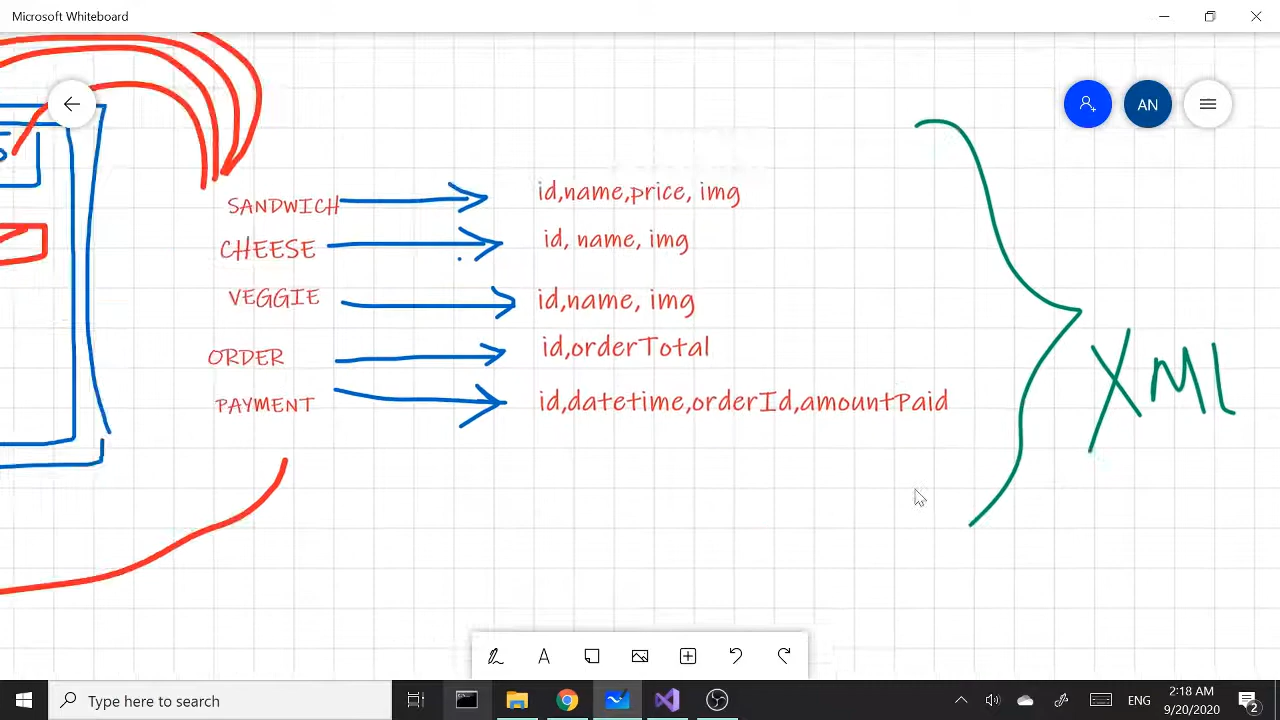 Microsoft Whiteboard
AN
SANDWICH id,name,price, img
CHEESE id, name, img
VEGGIE id,name, img
ORDER id,orderTotal
PAYMENT id,datetime,orderId,amountPaid
XML
A
Type here to search
ENG
:18 AM
9/20/2020
2